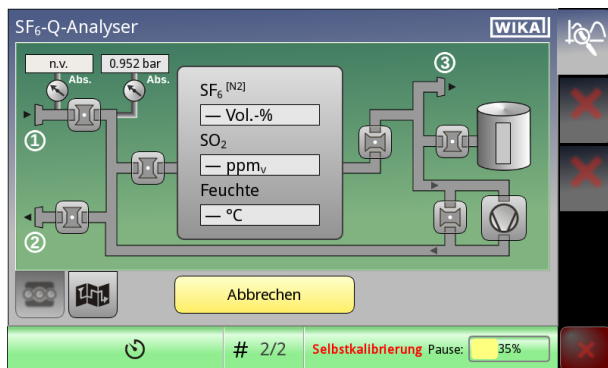 SF₆-Q-Analyser
WIKA
n.v.
0.952 bar
Abs.
Abs.
①
②
③
SF₆ [N2]
— Vol.-%
SO₂
— ppmᵥ
Feuchte
— °C
Abbrechen
# 2/2
Selbstkalibrierung Pause: 35%